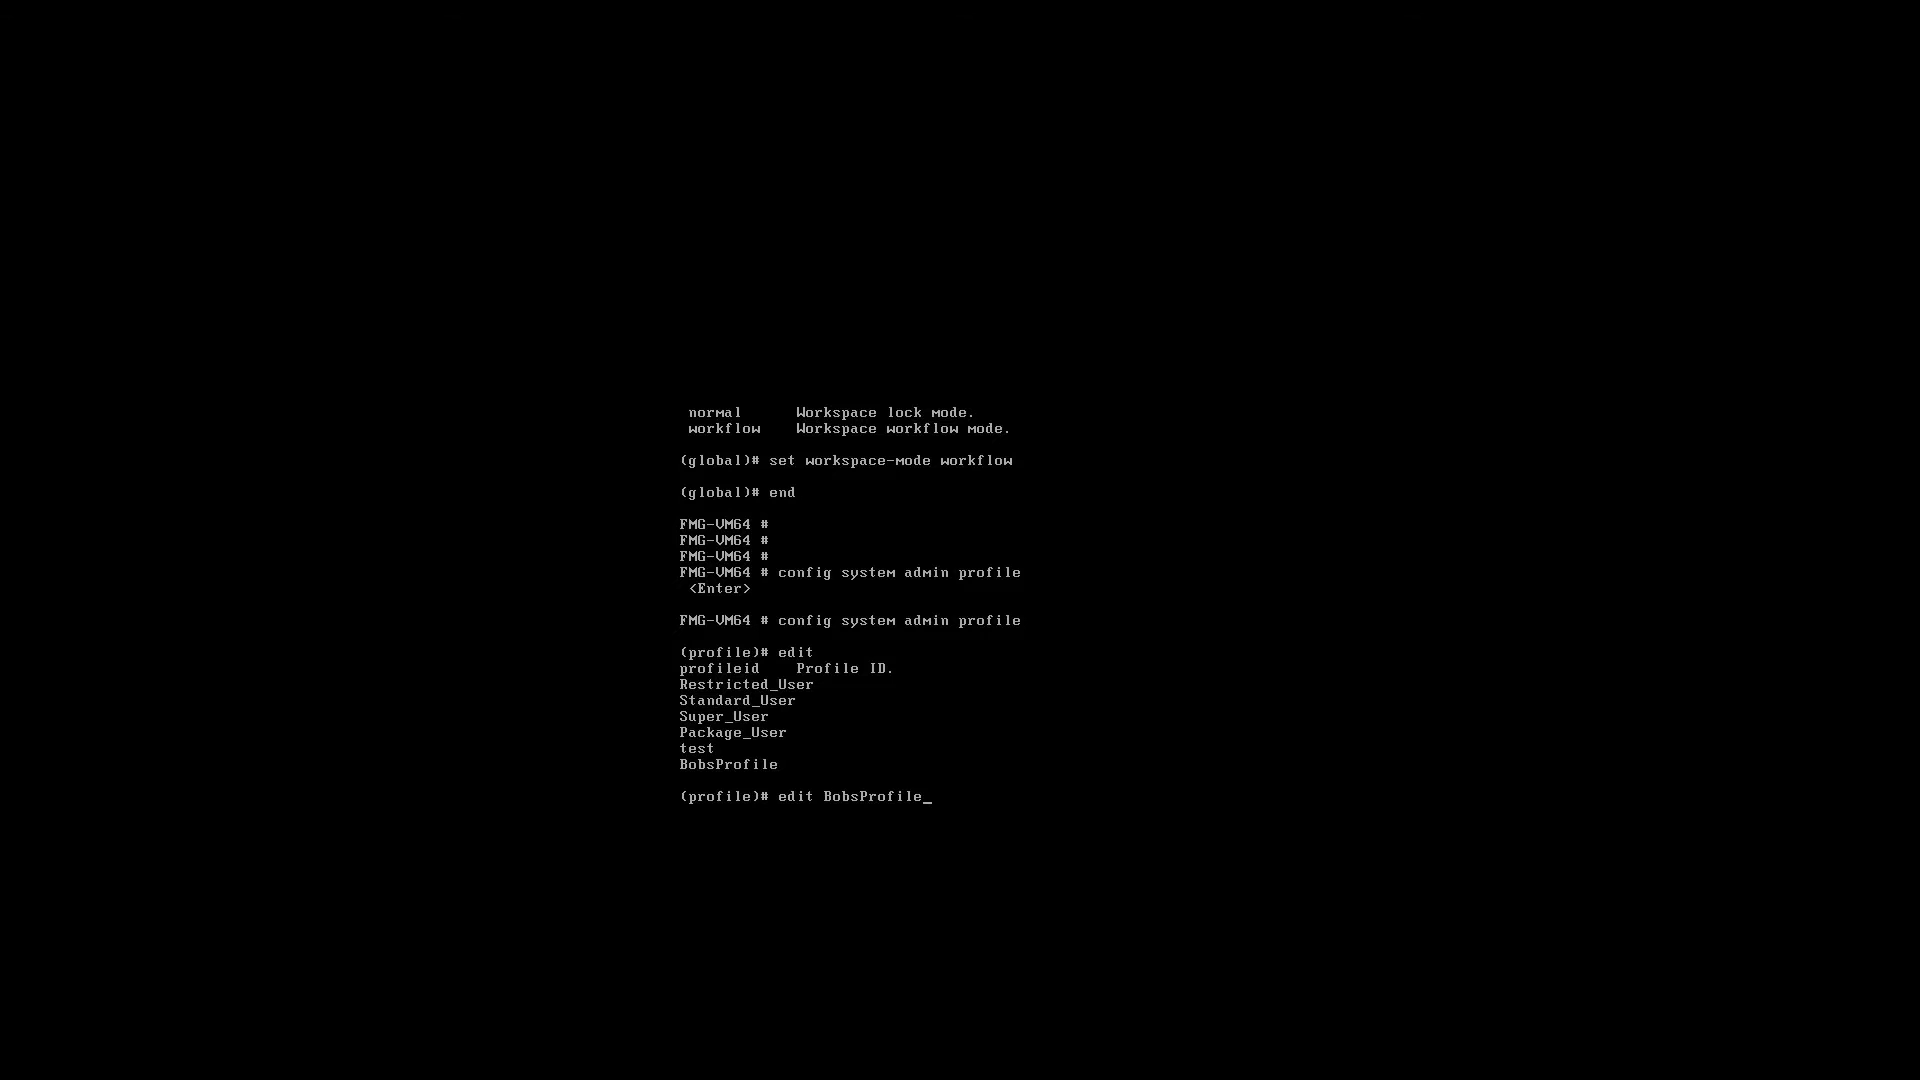 normal Workspace lock mode.
workflow Workspace workflow mode.
(global)# set workspace-mode workflow
(global)# end
FMG-VM64 #
FMG-VM64 #
FMG-VM64 #
FMG-VM64 # config system admin profile
<Enter>
FMG-VM64 # config system admin profile
(profile)# edit
profileid Profile ID.
Restricted_User
Standard_User
Super_User
Package_User
test
BobsProfile
(profile)# edit BobsProfile_